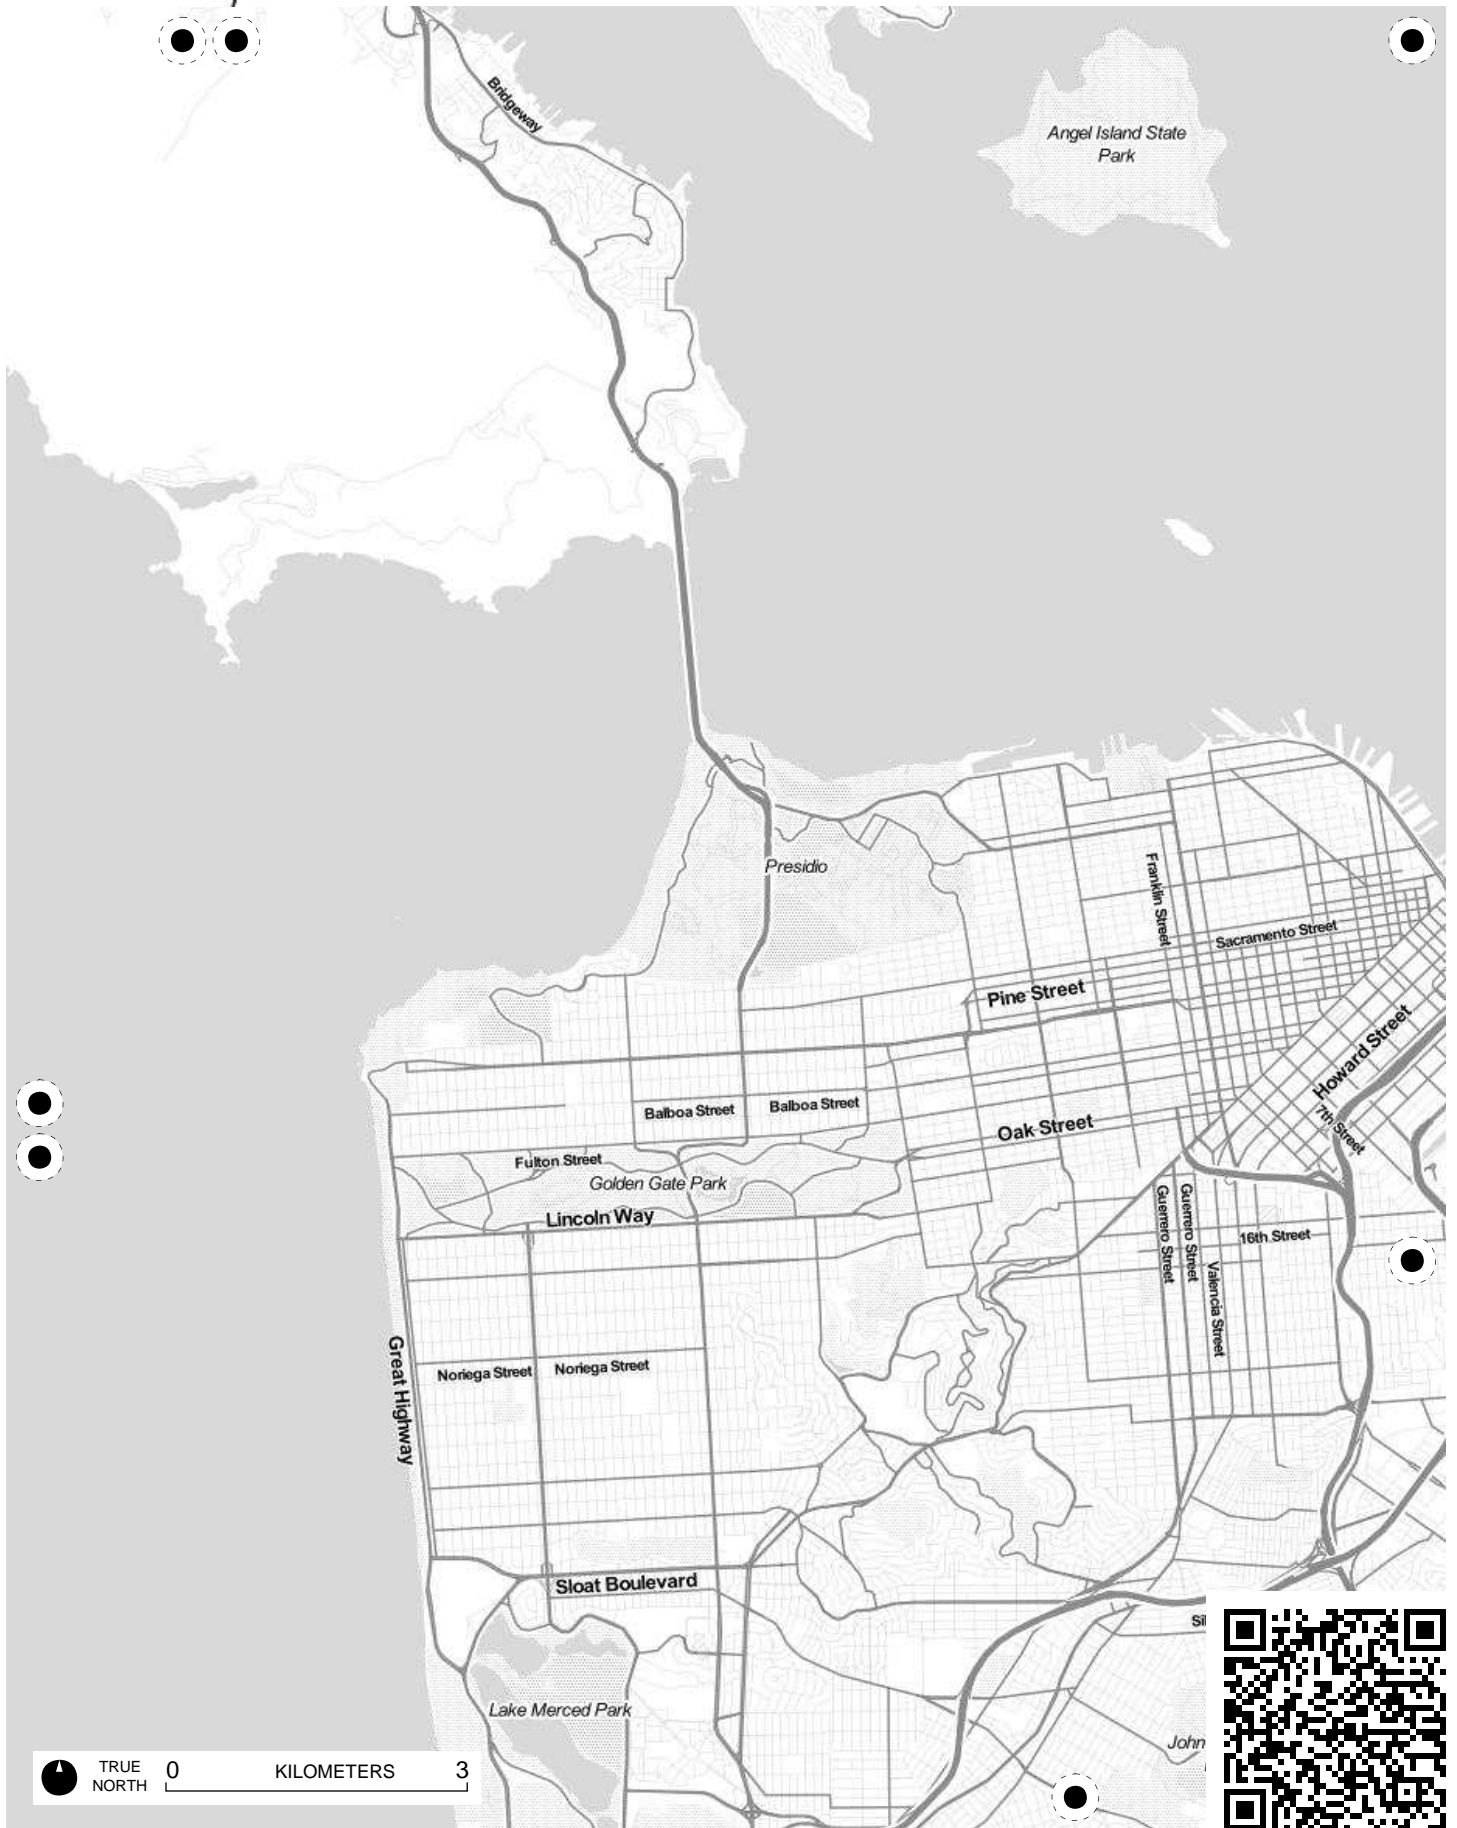 Bridgeway
Angel Island State
Park
Presidio
Franklin Street
Sacramento Street
Pine Street
Howard Street
7th Street
Balboa Street
Balboa Street
Oak Street
Fulton Street
Golden Gate Park
Lincoln Way
Guerrero Street
Guerrero Street
16th Street
Valencia Street
Great Highway
Noriega Street
Noriega Street
Sloat Boulevard
Sil
Lake Merced Park
John
TRUE
NORTH
0 KILOMETERS 3